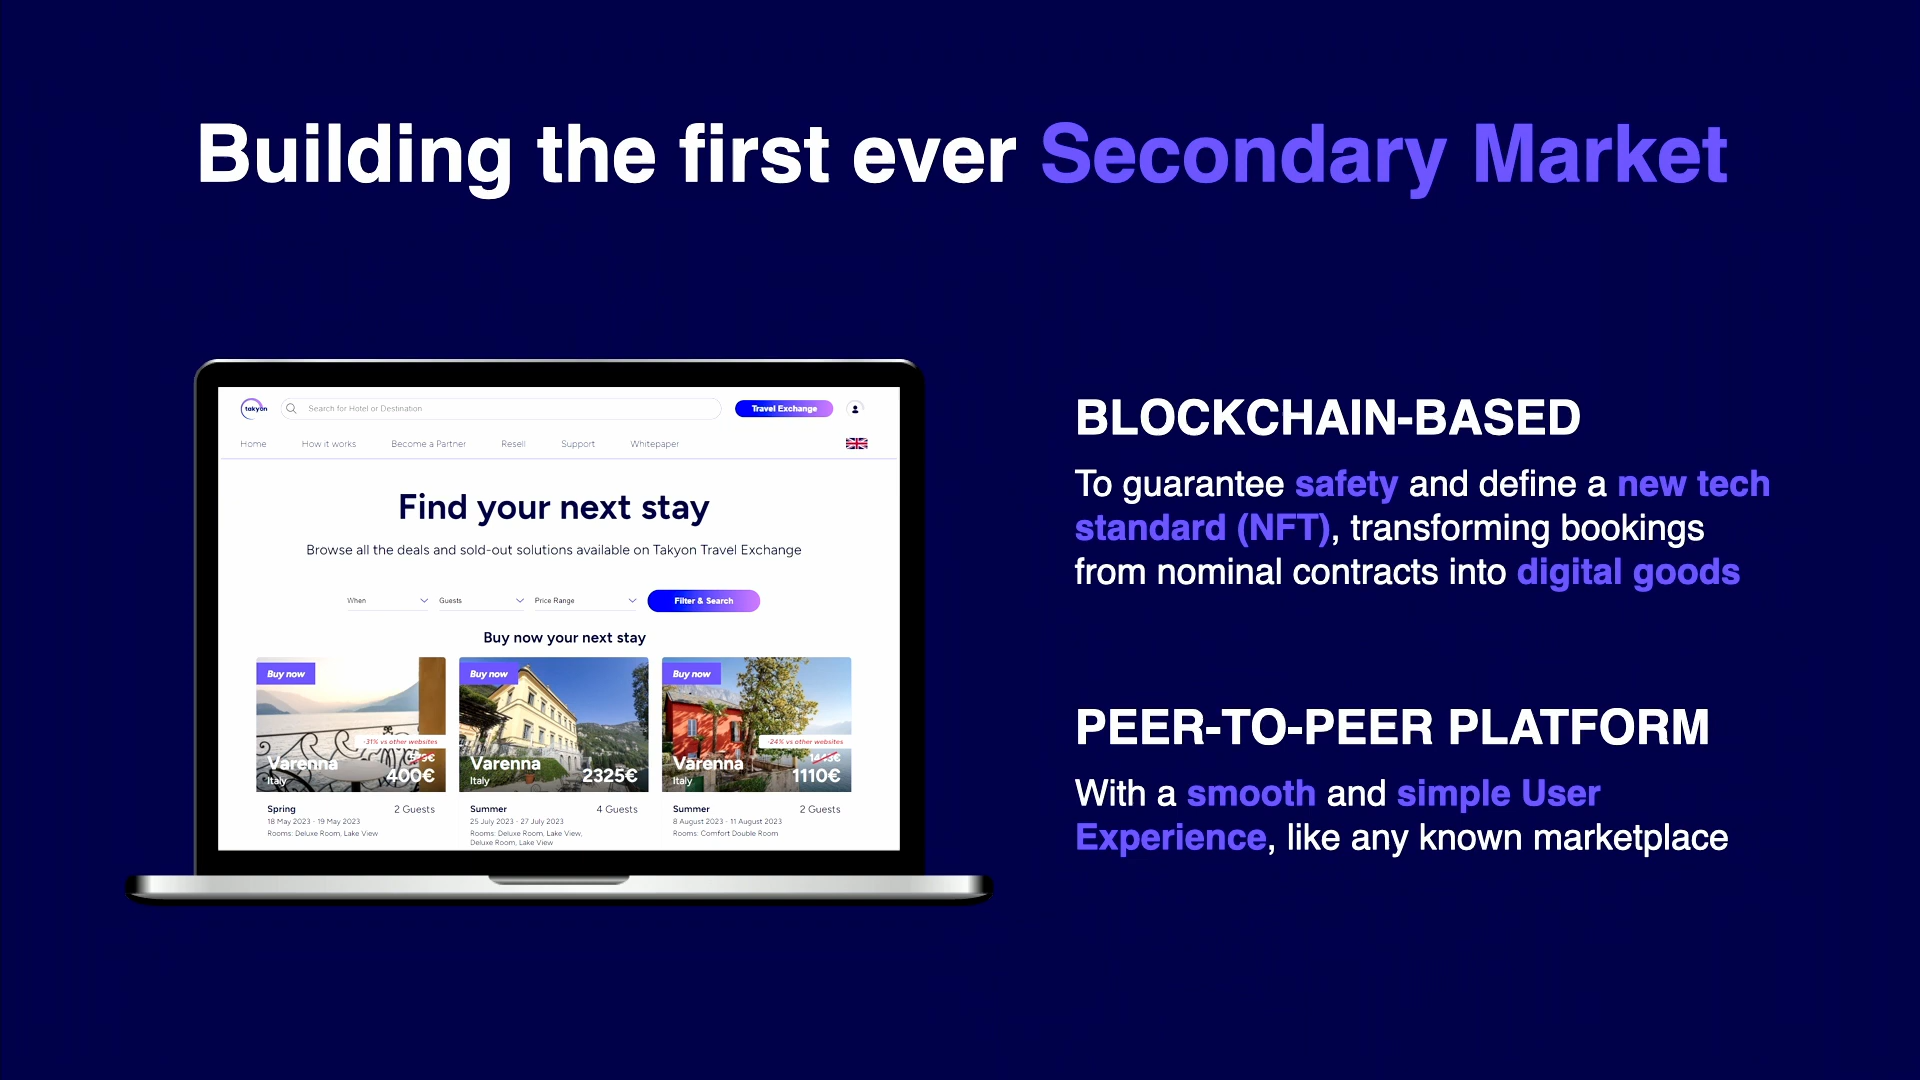 Building the first ever Secondary Market
takyon
Search for Hotel or Destination
Travel Exchange
Home
How it works
Become a Partner
Resell
Support
Whitepaper
Find your next stay
Browse all the deals and sold-out solutions available on Takyon Travel Exchange
When
Guests
Price Range
Filter & Search
Buy now your next stay
Buy now
-31% vs other websites
Varenna
400€
Italy
Spring
2 Guests
18 May 2023 - 19 May 2023
Rooms: Deluxe Room, Lake View
Buy now
Varenna
2325€
Italy
Summer
4 Guests
25 July 2023 - 27 July 2023
Rooms: Deluxe Room, Lake View,
Deluxe Room, Lake View
Buy now
-24% vs other websites
Varenna
1110€
Italy
Summer
2 Guests
8 August 2023 - 11 August 2023
Rooms: Comfort Double Room
BLOCKCHAIN-BASED
To guarantee safety and define a new tech
standard (NFT), transforming bookings
from nominal contracts into digital goods
PEER-TO-PEER PLATFORM
With a smooth and simple User
Experience, like any known marketplace